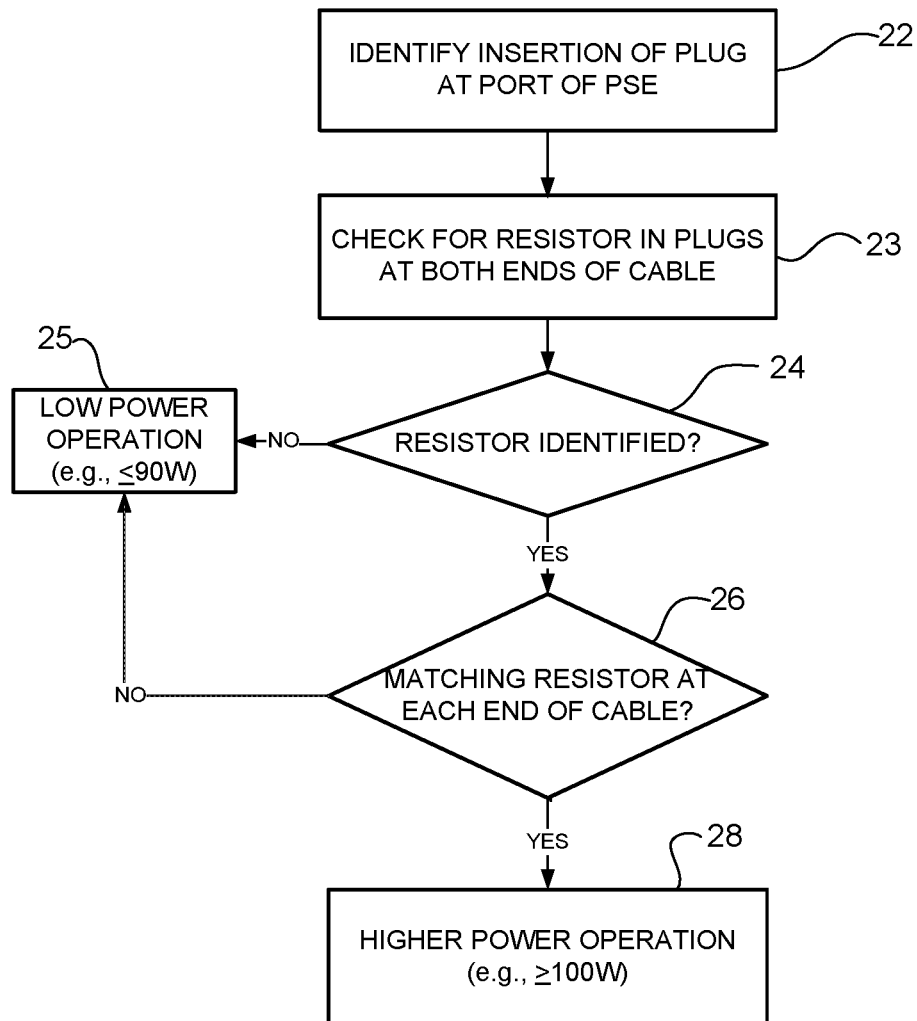 IDENTIFY INSERTION OF PLUG
AT PORT OF PSE
22
CHECK FOR RESISTOR IN PLUGS
AT BOTH ENDS OF CABLE
23
25
LOW POWER
OPERATION
(e.g., ≤90W)
NO
RESISTOR IDENTIFIED?
24
YES
26
MATCHING RESISTOR AT
EACH END OF CABLE?
NO
YES
28
HIGHER POWER OPERATION
(e.g., ≥100W)